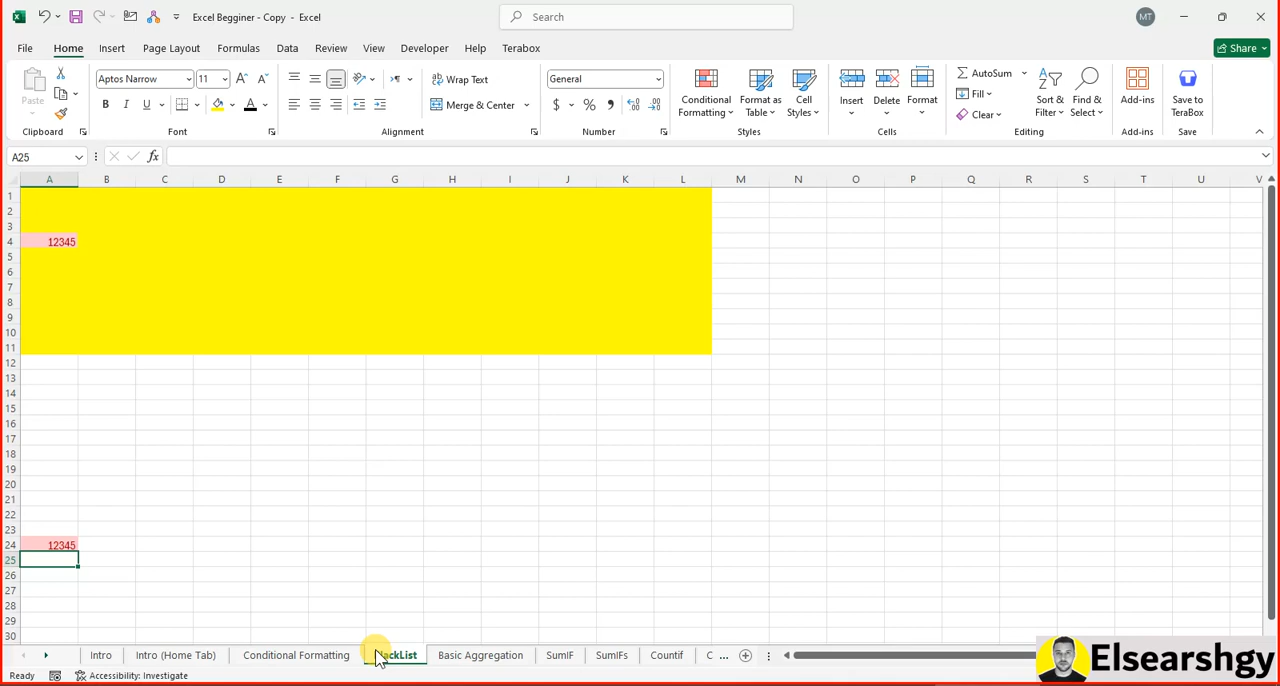 Excel Begginer - Copy - Excel
Search
MT
File Home Insert Page Layout Formulas Data Review View Developer Help Terabox
Share
Paste
Aptos Narrow 11
Wrap Text
Merge & Center
General
Conditional Formatting
Format as Table
Cell Styles
Insert
Delete
Format
AutoSum
Fill
Clear
Sort & Filter
Find & Select
Add-ins
Save to TeraBox
Clipboard Font Alignment Number Styles Cells Editing Add-ins Save
A25 fx
A B C D E F G H I J K L M N O P Q R S T U V
1
2
3
4 12345
5
6
7
8
9
10
11
12
13
14
15
16
17
18
19
20
21
22
23
24 12345
25
26
27
28
29
30
Intro Intro (Home Tab) Conditional Formatting Basic Aggregation SumIF SumIFs Countif C ...
Ready Accessibility: Investigate
Elsearshgy